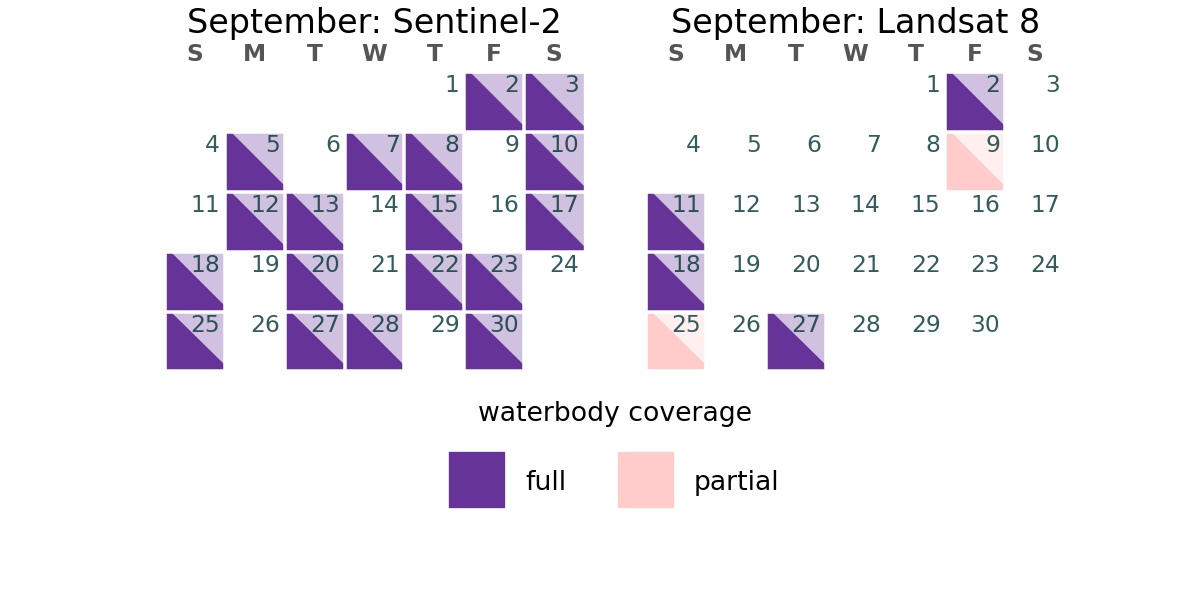 September: Sentinel-2
S M T W T F S
1 2 3
4 5 6 7 8 9 10
11 12 13 14 15 16 17
18 19 20 21 22 23 24
25 26 27 28 29 30
September: Landsat 8
S M T W T F S
1 2 3
4 5 6 7 8 9 10
11 12 13 14 15 16 17
18 19 20 21 22 23 24
25 26 27 28 29 30
waterbody coverage
full partial